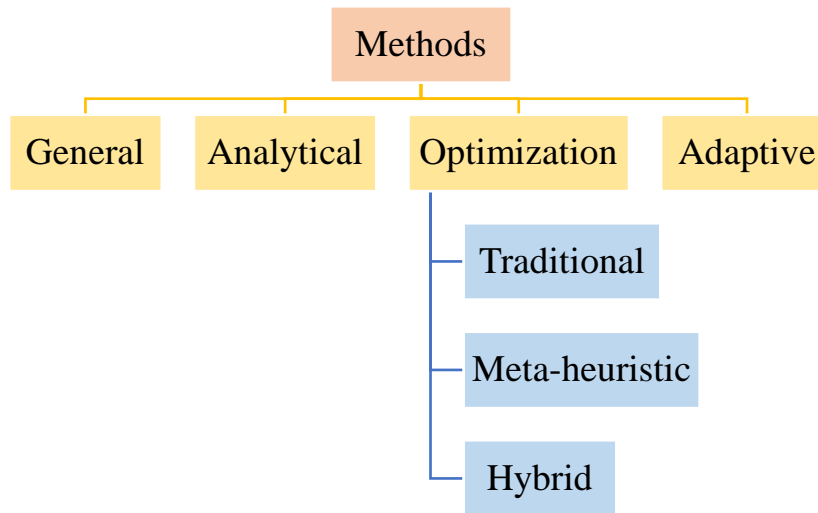 Methods
General
Analytical
Optimization
Adaptive
Traditional
Meta-heuristic
Hybrid